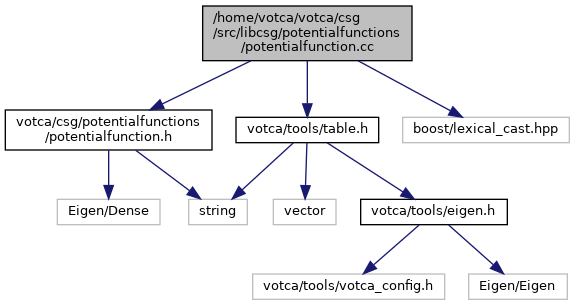 /home/votca/votca/csg
/src/libcsg/potentialfunctions
/potentialfunction.cc
votca/csg/potentialfunctions
/potentialfunction.h
votca/tools/table.h
boost/lexical_cast.hpp
Eigen/Dense
string
vector
votca/tools/eigen.h
votca/tools/votca_config.h
Eigen/Eigen